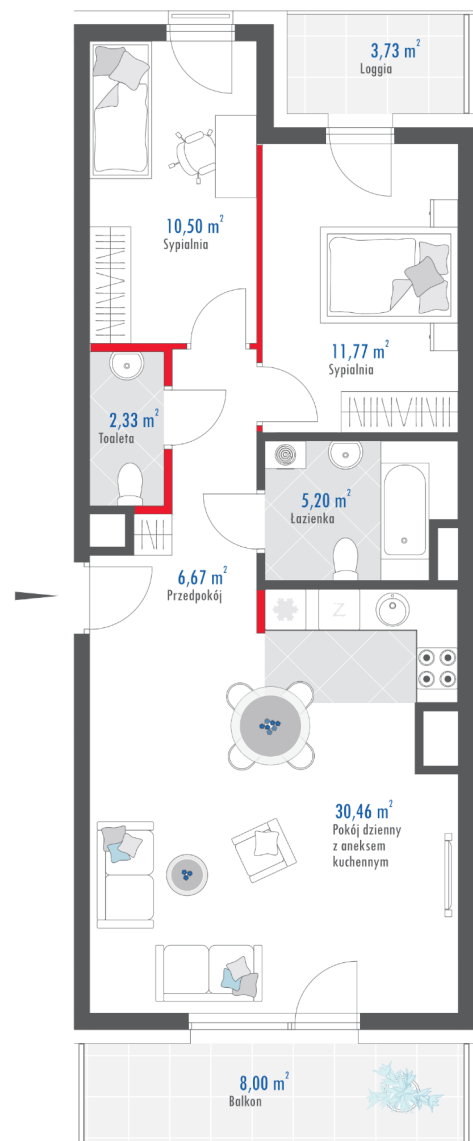 3,73 m²
Loggia
10,50 m²
Sypialnia
11,77 m²
Sypialnia
2,33 m²
Toaleta
5,20 m²
Łazienka
6,67 m²
Przedpokój
Z
30,46 m²
Pokój dzienny
z aneksem
kuchennym
8,00 m²
Balkon